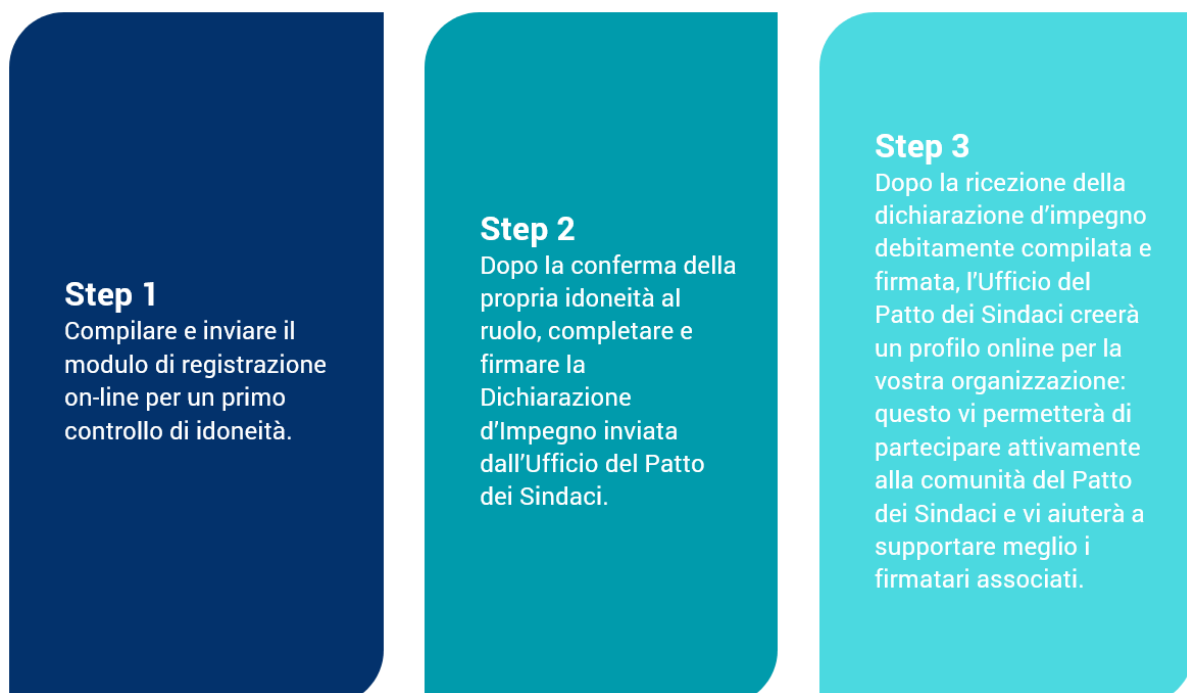 Step 1
Compilare e inviare il
modulo di registrazione
on-line per un primo
controllo di idoneità.
Step 2
Dopo la conferma della
propria idoneità al
ruolo, completare e
firmare la
Dichiarazione
d’Impegno inviata
dall’Ufficio del Patto
dei Sindaci.
Step 3
Dopo la ricezione della
dichiarazione d’impegno
debitamente compilata e
firmata, l’Ufficio del
Patto dei Sindaci creerà
un profilo online per la
vostra organizzazione:
questo vi permetterà di
partecipare attivamente
alla comunità del Patto
dei Sindaci e vi aiuterà a
supportare meglio i
firmatari associati.